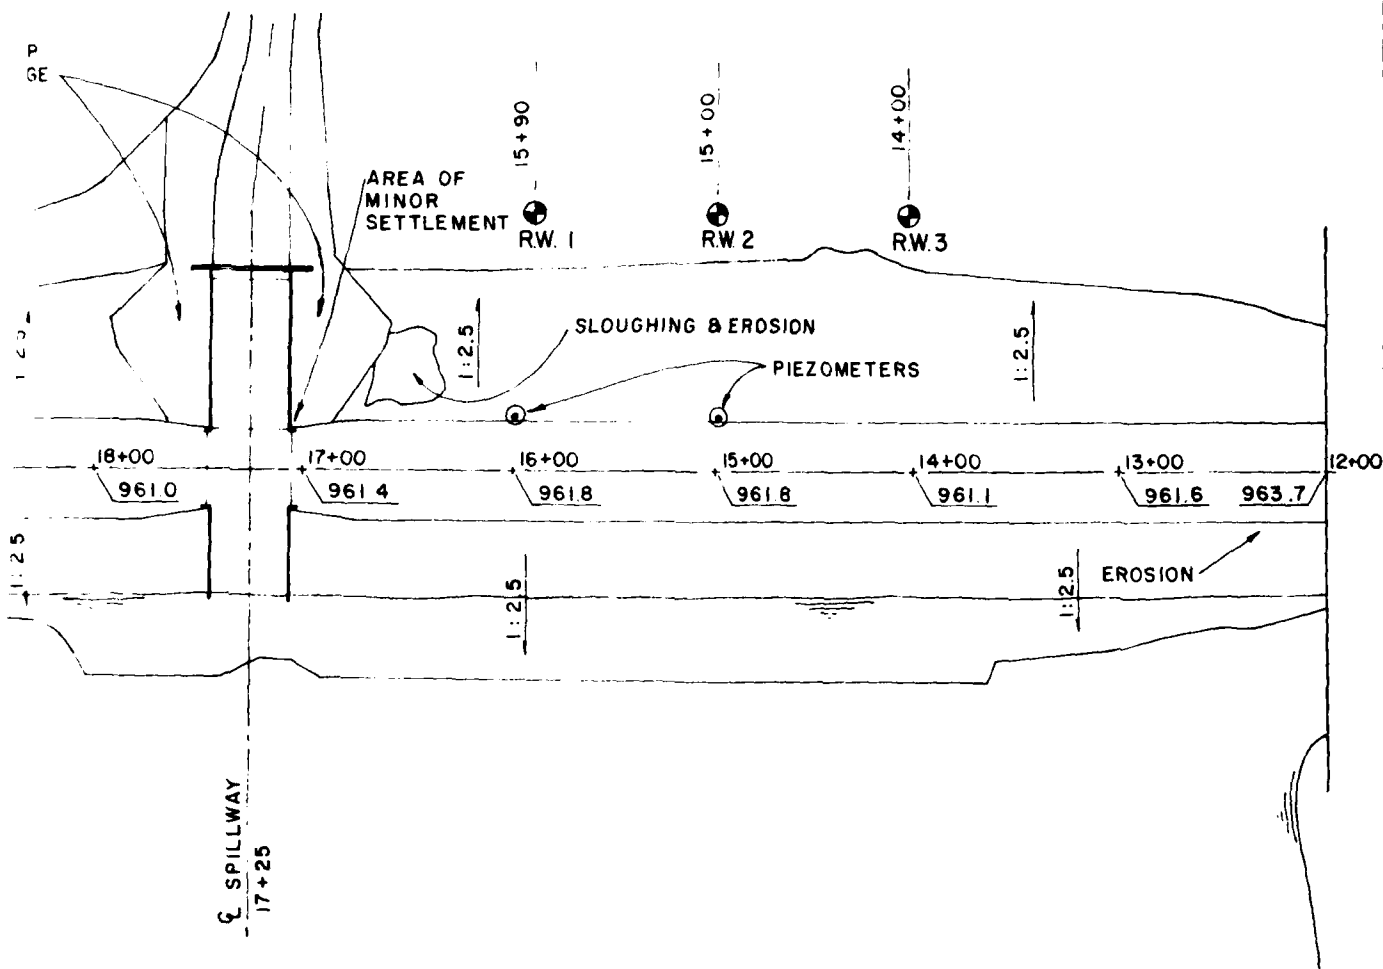 P
GE
15+90
15+00
14+00
AREA OF
MINOR
SETTLEMENT
R.W. 1
R.W. 2
R.W. 3
SLOUGHING & EROSION
PIEZOMETERS
1:2.5
1:2.5
1:2.5
18+00
17+00
16+00
15+00
14+00
13+00
12+00
961.0
961.4
961.8
961.8
961.1
961.6
963.7
1:25
1:2.5
1:2.5
EROSION
℄ SPILLWAY
17+25